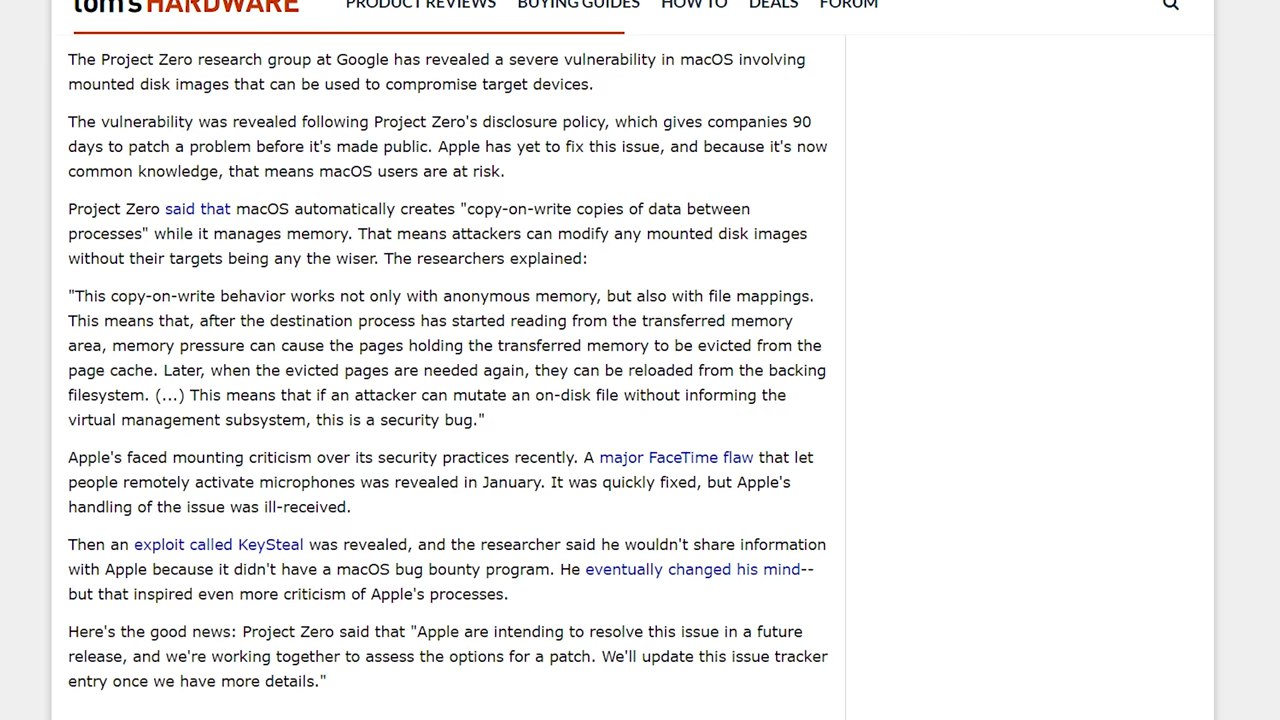 tom's HARDWARE PRODUCT REVIEWS BUYING GUIDES HOW TO DEALS FORUM
The Project Zero research group at Google has revealed a severe vulnerability in macOS involving
mounted disk images that can be used to compromise target devices.
The vulnerability was revealed following Project Zero's disclosure policy, which gives companies 90
days to patch a problem before it's made public. Apple has yet to fix this issue, and because it's now
common knowledge, that means macOS users are at risk.
Project Zero said that macOS automatically creates "copy-on-write copies of data between
processes" while it manages memory. That means attackers can modify any mounted disk images
without their targets being any the wiser. The researchers explained:
"This copy-on-write behavior works not only with anonymous memory, but also with file mappings.
This means that, after the destination process has started reading from the transferred memory
area, memory pressure can cause the pages holding the transferred memory to be evicted from the
page cache. Later, when the evicted pages are needed again, they can be reloaded from the backing
filesystem. (...) This means that if an attacker can mutate an on-disk file without informing the
virtual management subsystem, this is a security bug."
Apple's faced mounting criticism over its security practices recently. A major FaceTime flaw that let
people remotely activate microphones was revealed in January. It was quickly fixed, but Apple's
handling of the issue was ill-received.
Then an exploit called KeySteal was revealed, and the researcher said he wouldn't share information
with Apple because it didn't have a macOS bug bounty program. He eventually changed his mind--
but that inspired even more criticism of Apple's processes.
Here's the good news: Project Zero said that "Apple are intending to resolve this issue in a future
release, and we're working together to assess the options for a patch. We'll update this issue tracker
entry once we have more details."